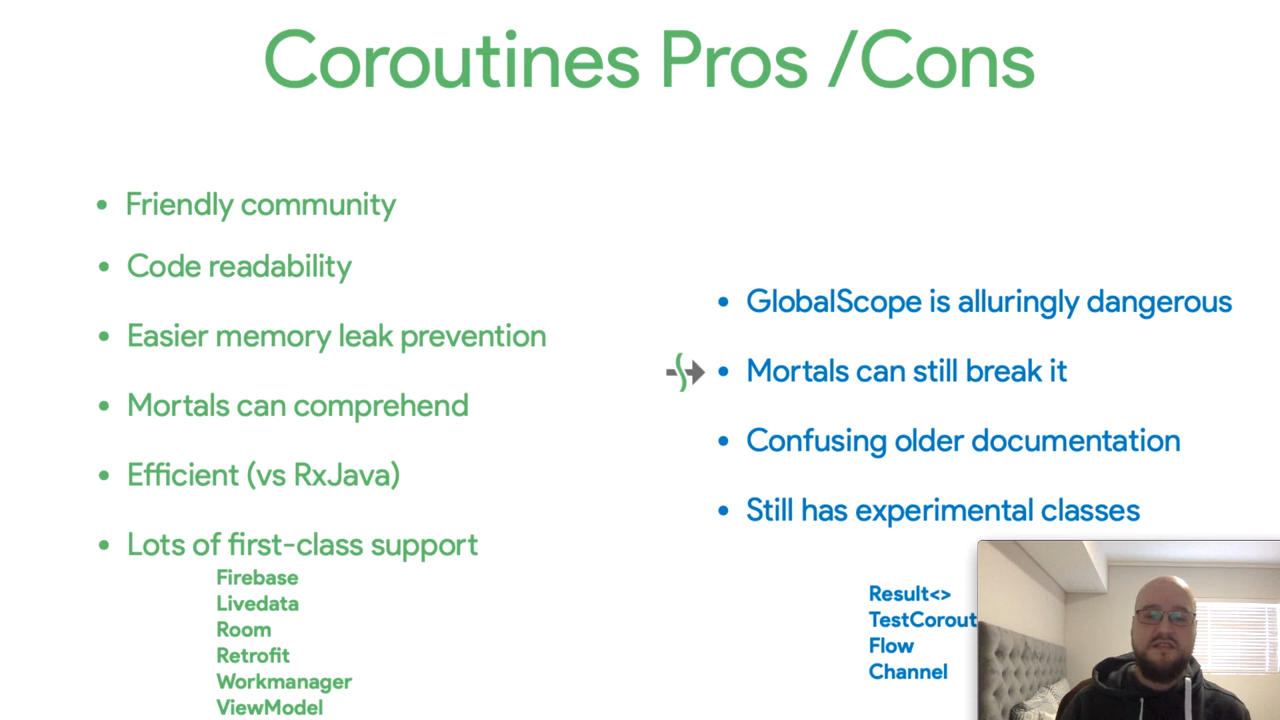 Coroutines Pros /Cons
• Friendly community
• Code readability
• Easier memory leak prevention
• Mortals can comprehend
• Efficient (vs RxJava)
• Lots of first-class support
Firebase
Livedata
Room
Retrofit
Workmanager
ViewModel
• GlobalScope is alluringly dangerous
• Mortals can still break it
• Confusing older documentation
• Still has experimental classes
Result<>
TestCorout
Flow
Channel